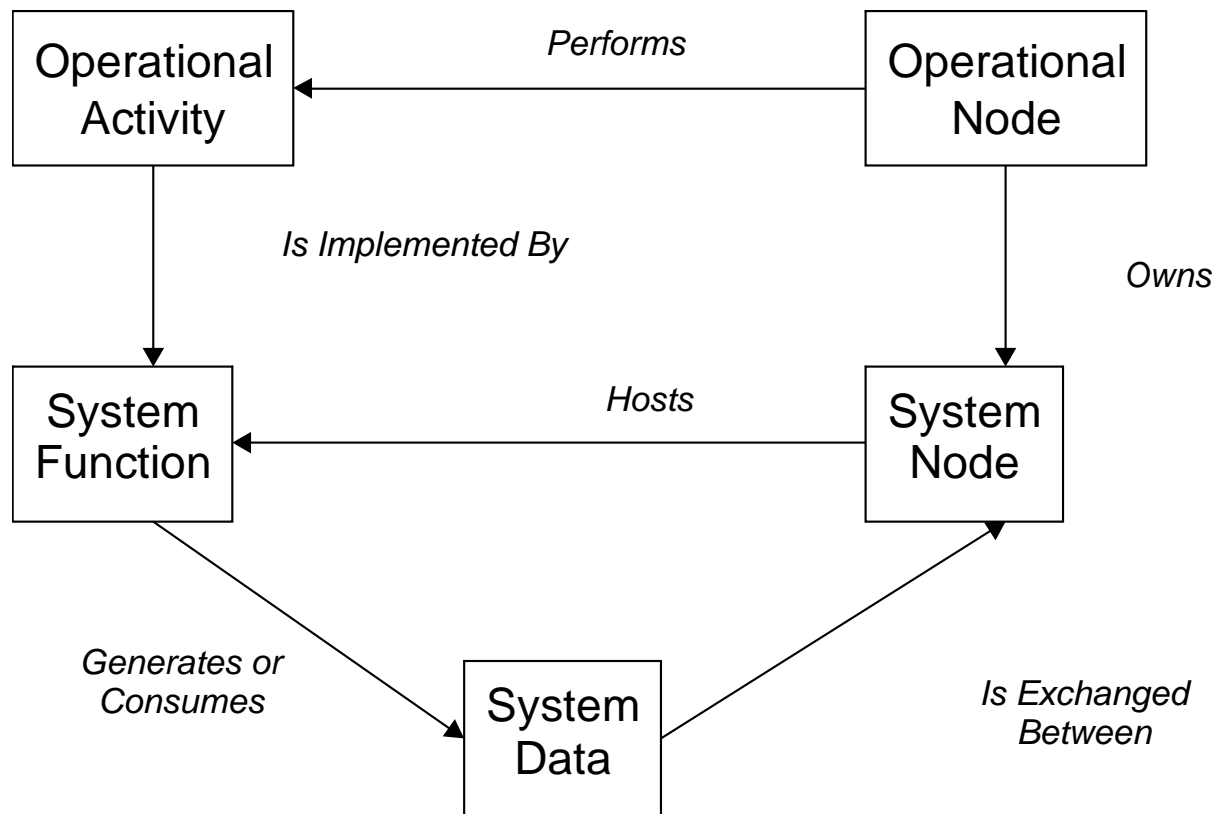 Operational
Activity
Performs
Operational
Node
Is Implemented By
Owns
System
Function
Hosts
System
Node
Generates or
Consumes
System
Data
Is Exchanged
Between